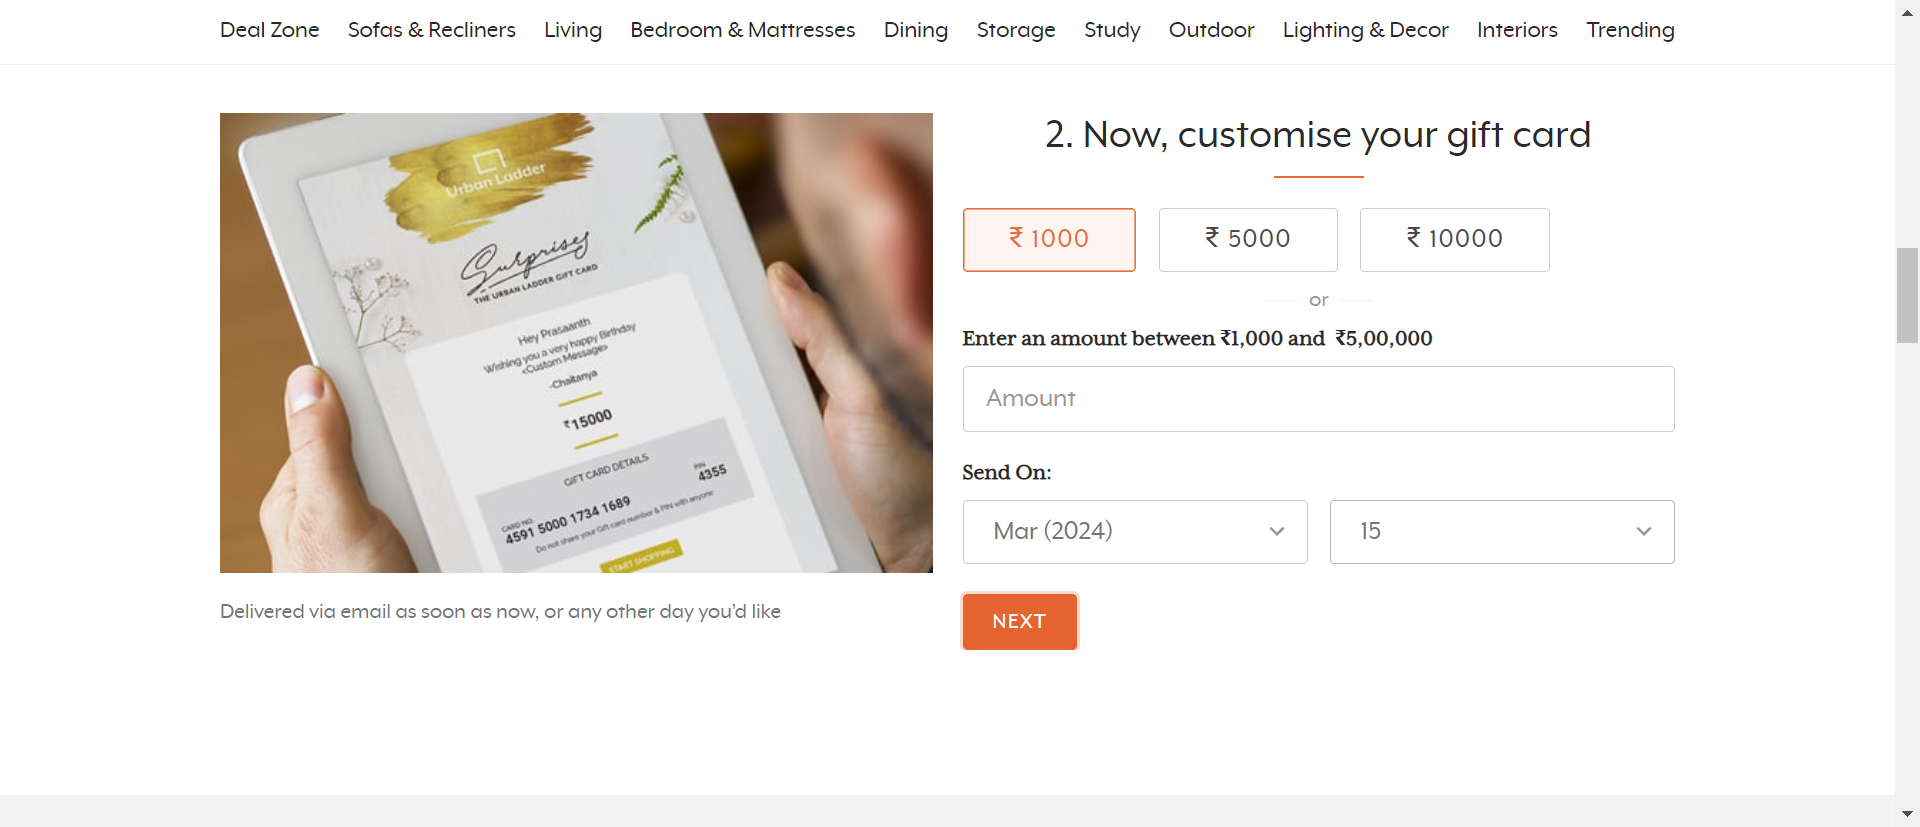 Deal Zone Sofas & Recliners Living Bedroom & Mattresses Dining Storage Study Outdoor Lighting & Decor Interiors Trending
Urban Ladder
Surprises
THE URBAN LADDER GIFT CARD
Hey Prasaanth
Wishing you a very happy Birthday
<Custom Message>
-Chaitanya
₹15000
GIFT CARD DETAILS
CARD NO
4591 5000 1734 1689
PIN
4355
Do not share your Gift card number & PIN with anyone
START SHOPPING
Delivered via email as soon as now, or any other day you'd like
2. Now, customise your gift card
₹ 1000 ₹ 5000 ₹ 10000
or
Enter an amount between ₹1,000 and ₹5,00,000
Amount
Send On:
Mar (2024) 15
NEXT